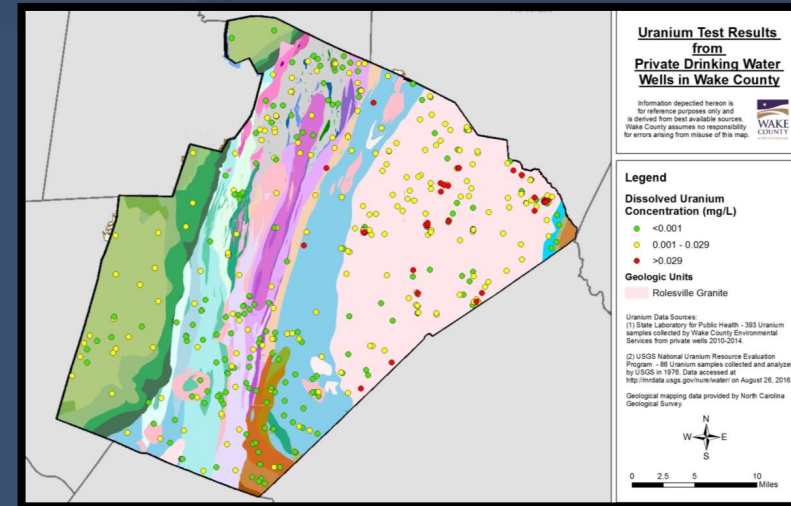 Uranium Test Results
from
Private Drinking Water
Wells in Wake County
Information depectied hereon is
for reference purposes only and
is derived from best available sources.
Wake County assumes no responsibility
for errors arising from misuse of this map.
WAKE
COUNTY
Legend
Dissolved Uranium
Concentration (mg/L)
<0.001
0.001 - 0.029
>0.029
Geologic Units
Rolesville Granite
Uranium Data Sources:
(1) State Laboratory for Public Health - 393 Uranium
samples collected by Wake County Environmental
Services from private wells 2010-2014.
(2) USGS National Uranium Resource Evaluation
Program - 86 Uranium samples collected and analyzed
by USGS in 1976. Data accessed at
http://mrdata.usgs.gov/nure/water/ on August 26, 2016
Geological mapping data provided by North Carolina
Geological Survey.
N
W E
S
0 2.5 5 10
Miles